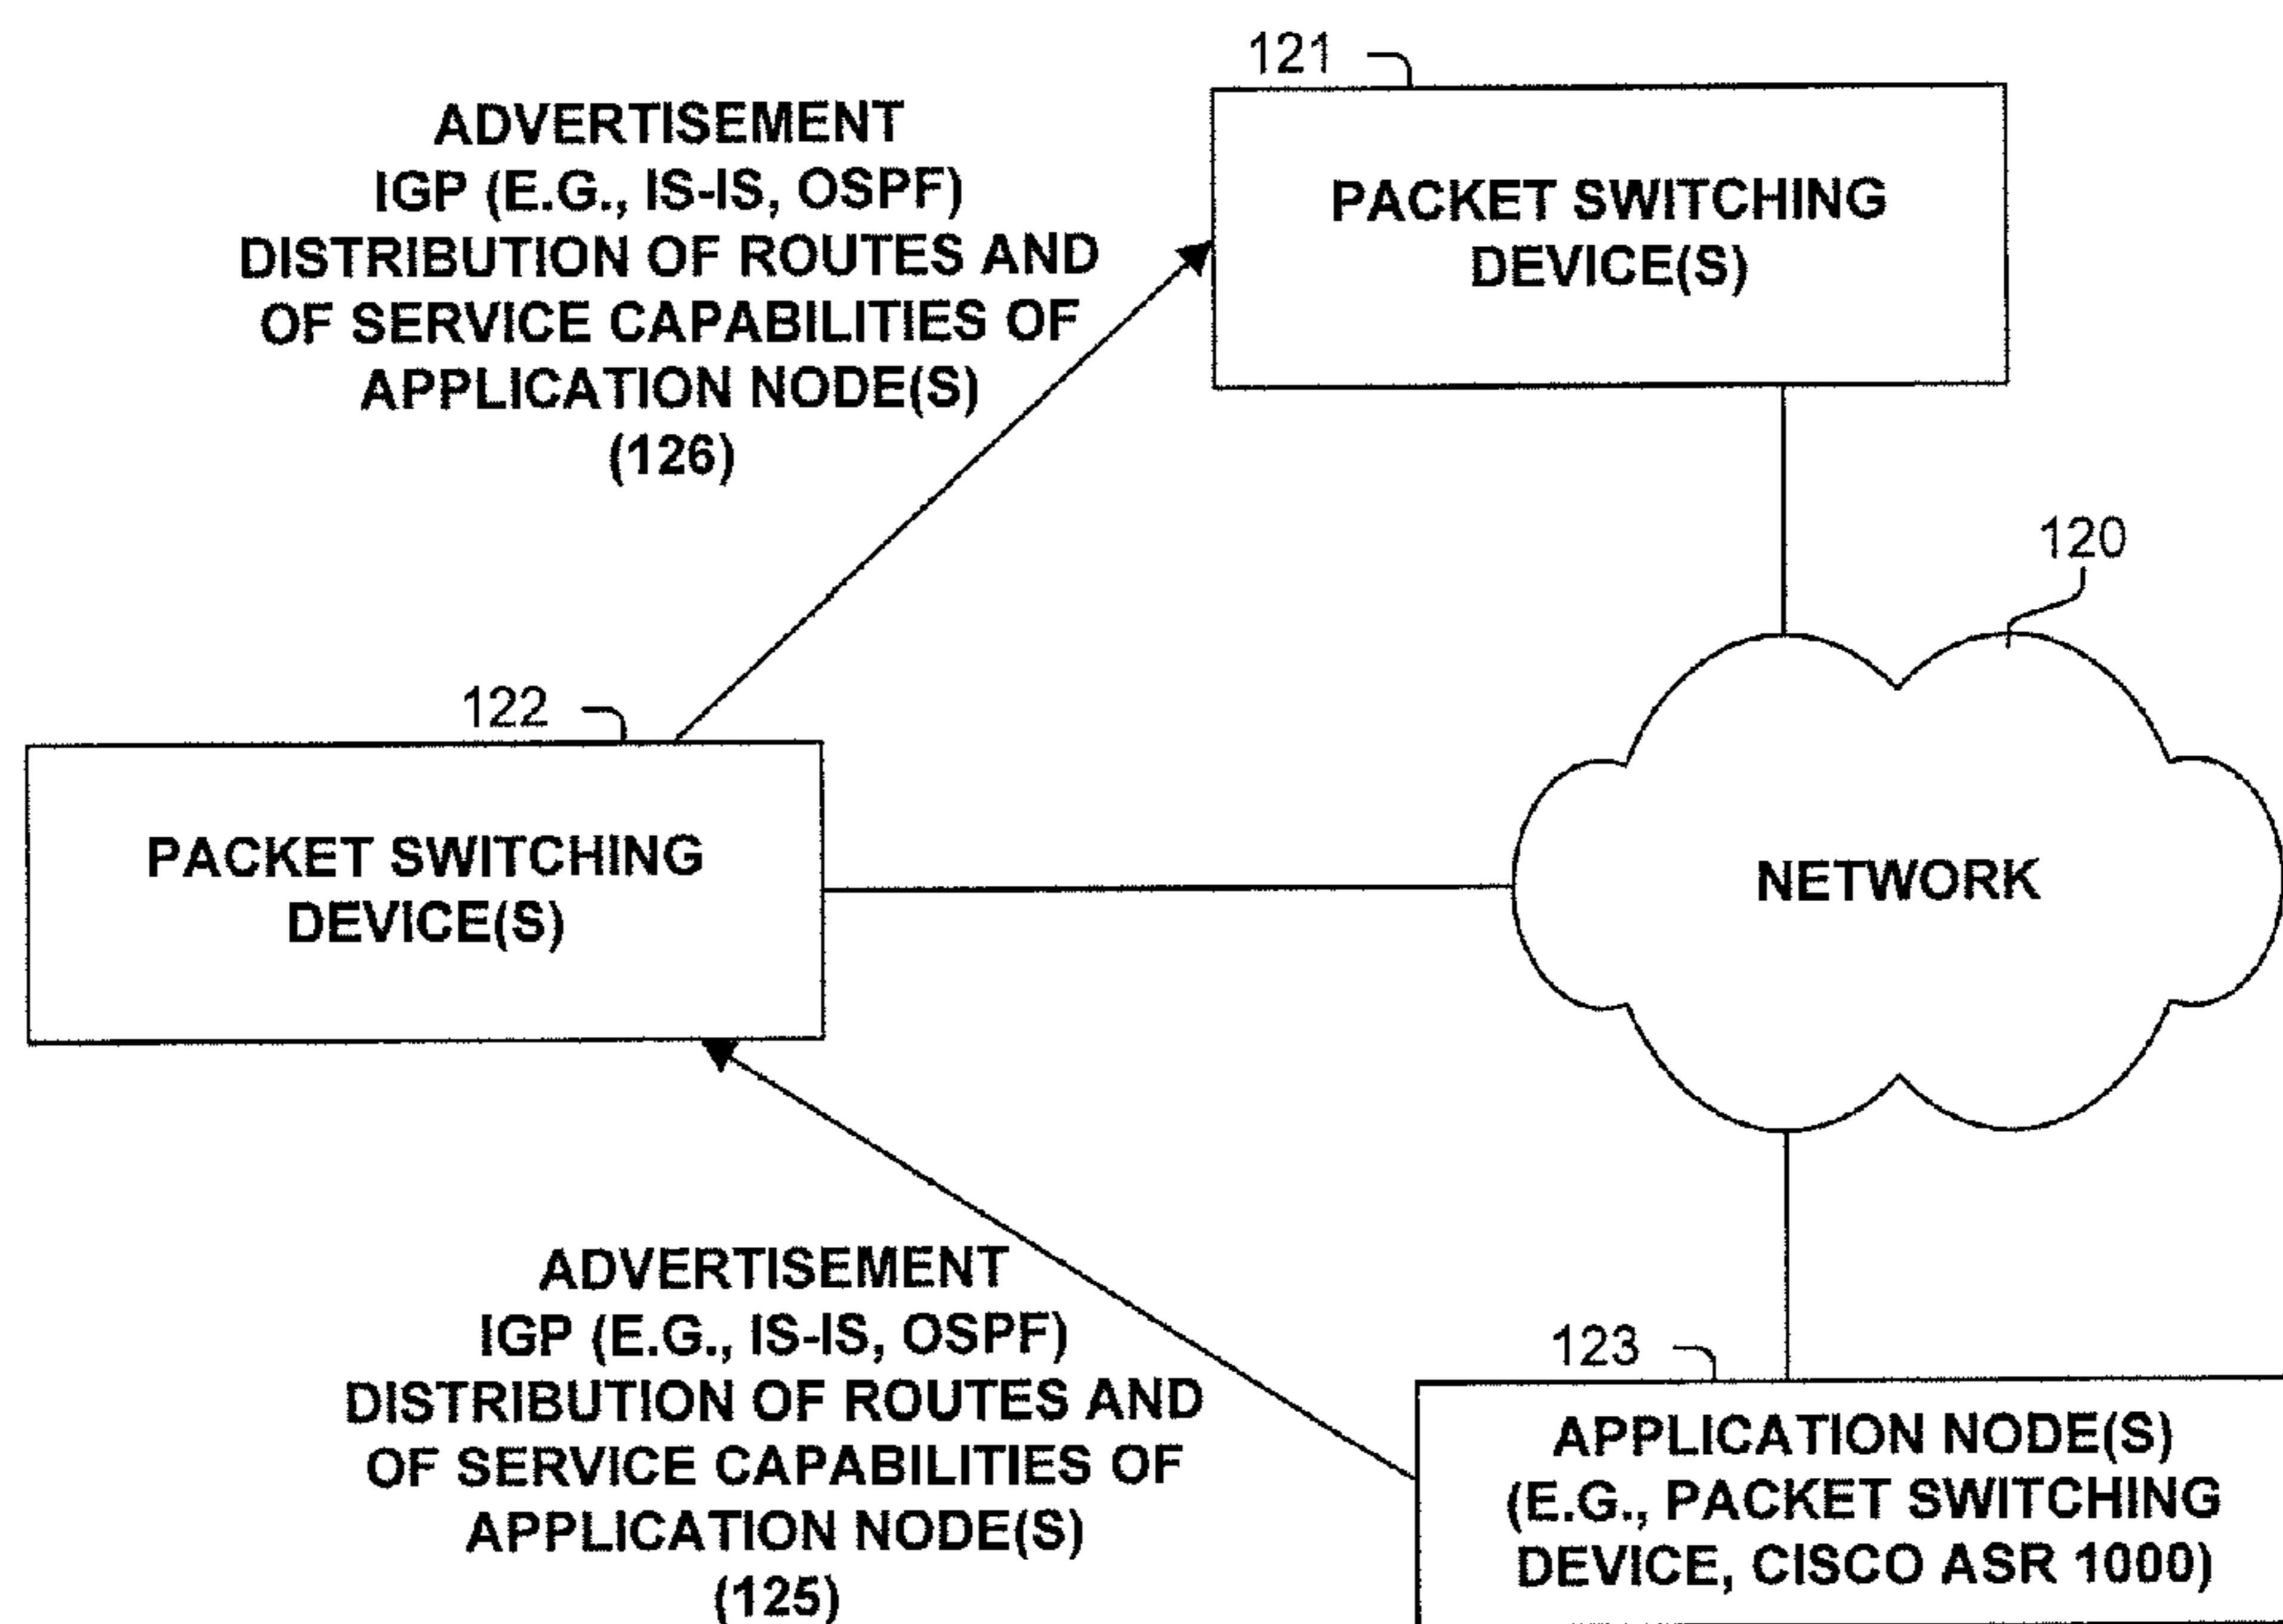 121
ADVERTISEMENT
IGP (E.G., IS-IS, OSPF)
DISTRIBUTION OF ROUTES AND
OF SERVICE CAPABILITIES OF
APPLICATION NODE(S)
(126)
PACKET SWITCHING
DEVICE(S)
120
122
PACKET SWITCHING
DEVICE(S)
NETWORK
ADVERTISEMENT
IGP (E.G., IS-IS, OSPF)
DISTRIBUTION OF ROUTES AND
OF SERVICE CAPABILITIES OF
APPLICATION NODE(S)
(125)
123
APPLICATION NODE(S)
(E.G., PACKET SWITCHING
DEVICE, CISCO ASR 1000)